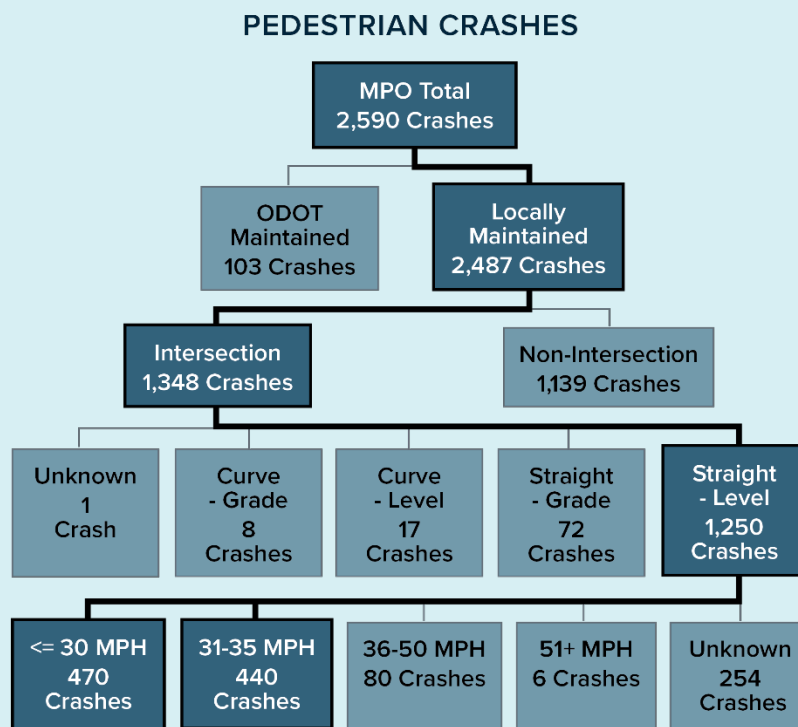 PEDESTRIAN CRASHES
MPO Total
2,590 Crashes
ODOT
Maintained
103 Crashes
Locally
Maintained
2,487 Crashes
Intersection
1,348 Crashes
Non-Intersection
1,139 Crashes
Unknown
1
Crash
Curve
- Grade
8
Crashes
Curve
- Level
17
Crashes
Straight
- Grade
72
Crashes
Straight
- Level
1,250
Crashes
<= 30 MPH
470
Crashes
31-35 MPH
440
Crashes
36-50 MPH
80 Crashes
51+ MPH
6 Crashes
Unknown
254
Crashes